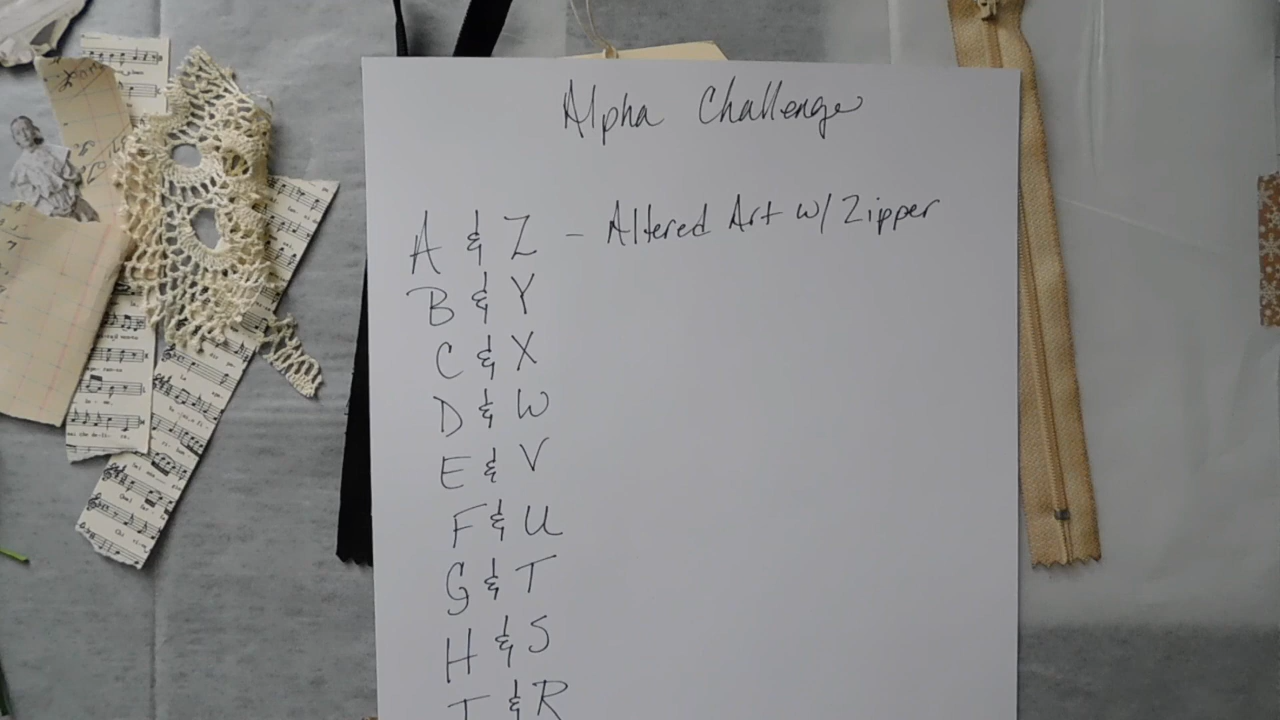 Alpha Challenge
A & Z - Altered Art w/ Zipper
B & Y
C & X
D & W
E & V
F & U
G & T
H & S
I & R